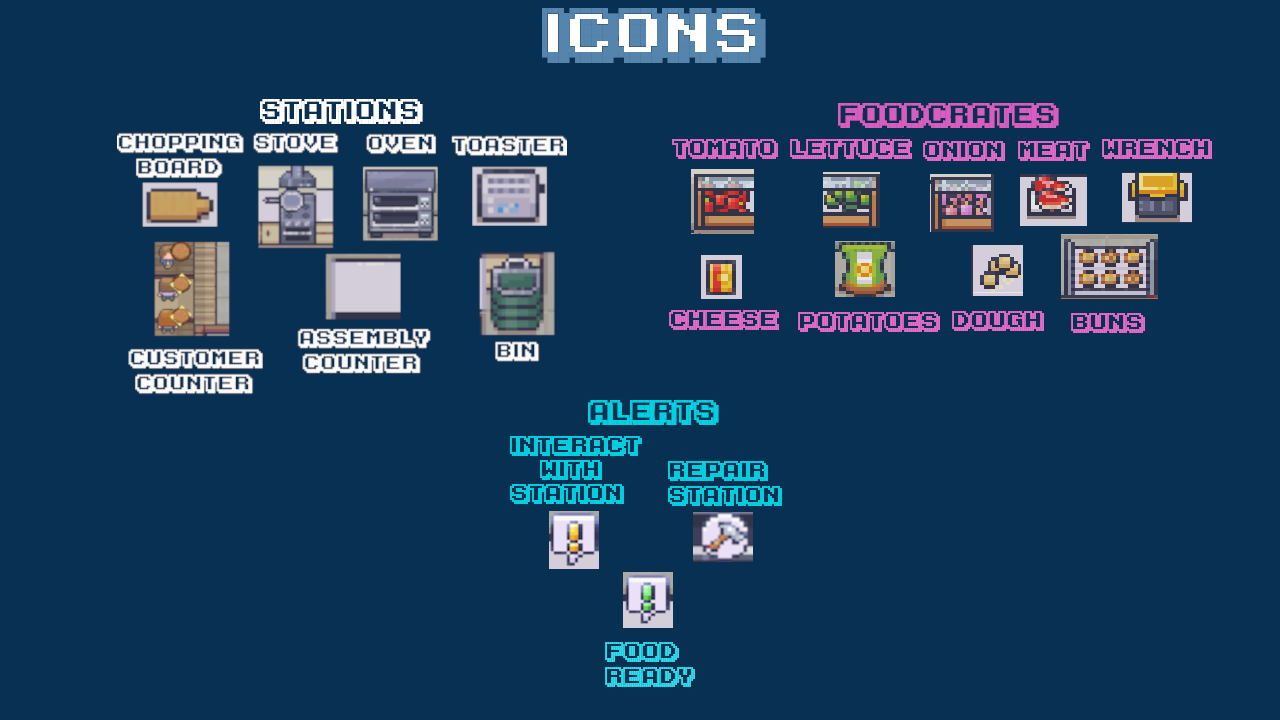 ICONS
STATIONS
CHOPPING
BOARD
STOVE
OVEN
TOASTER
CUSTOMER
COUNTER
ASSEMBLY
COUNTER
BIN
FOODCRATES
TOMATO
LETTUCE
ONION
MEAT
WRENCH
CHEESE
POTATOES
DOUGH
BUNS
ALERTS
INTERACT
WITH
STATION
REPAIR
STATION
FOOD
READY